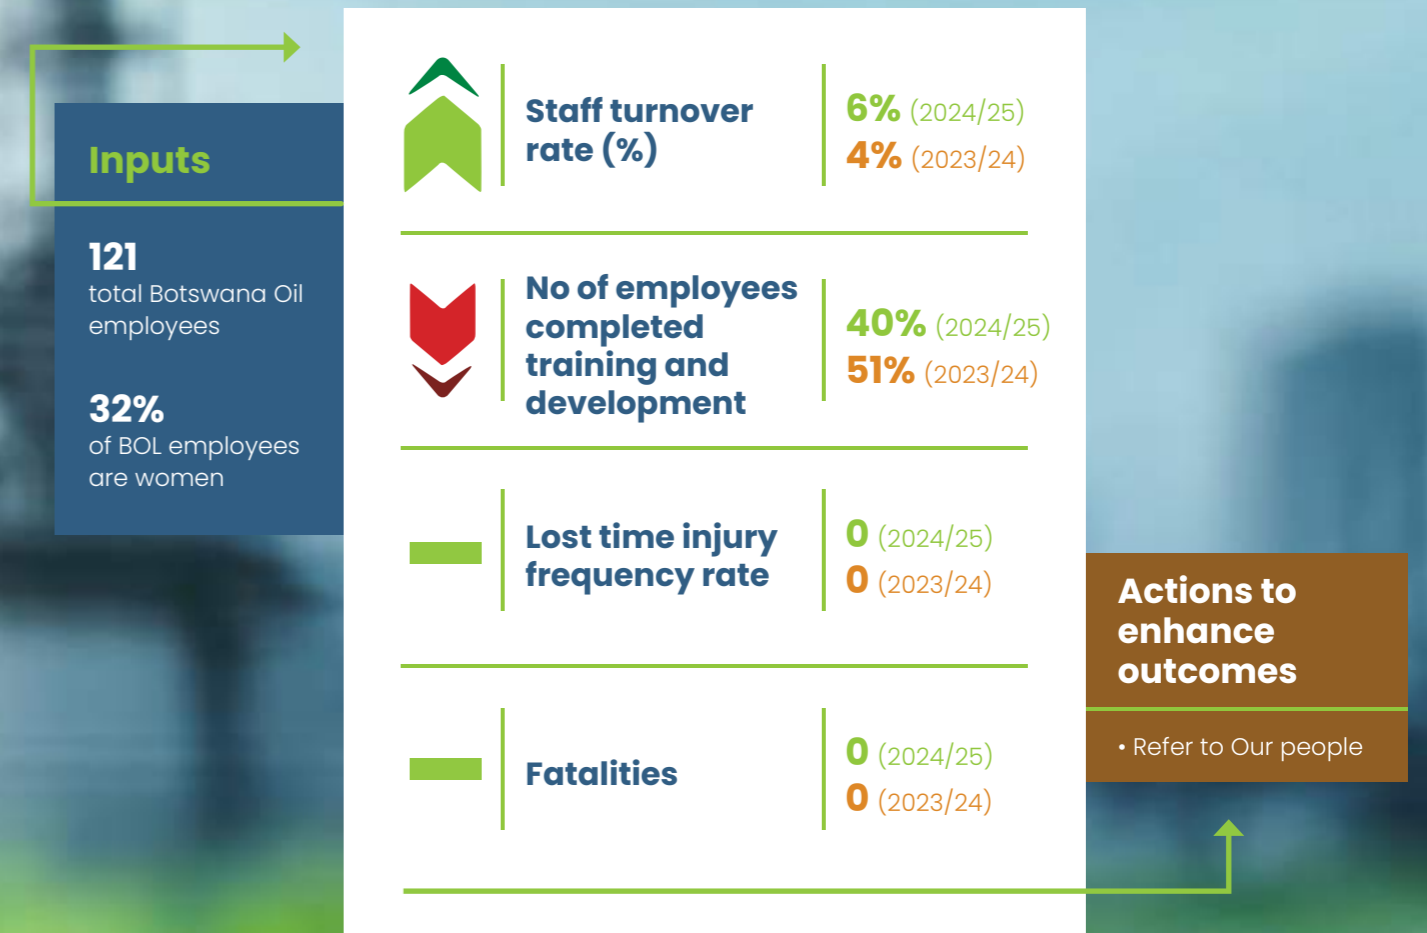 Inputs
121
total Botswana Oil
employees
32%
of BOL employees
are women
Staff turnover
rate (%)
6% (2024/25)
4% (2023/24)
No of employees
completed
training and
development
40% (2024/25)
51% (2023/24)
Lost time injury
frequency rate
0 (2024/25)
0 (2023/24)
Fatalities
0 (2024/25)
0 (2023/24)
Actions to
enhance
outcomes
• Refer to Our people